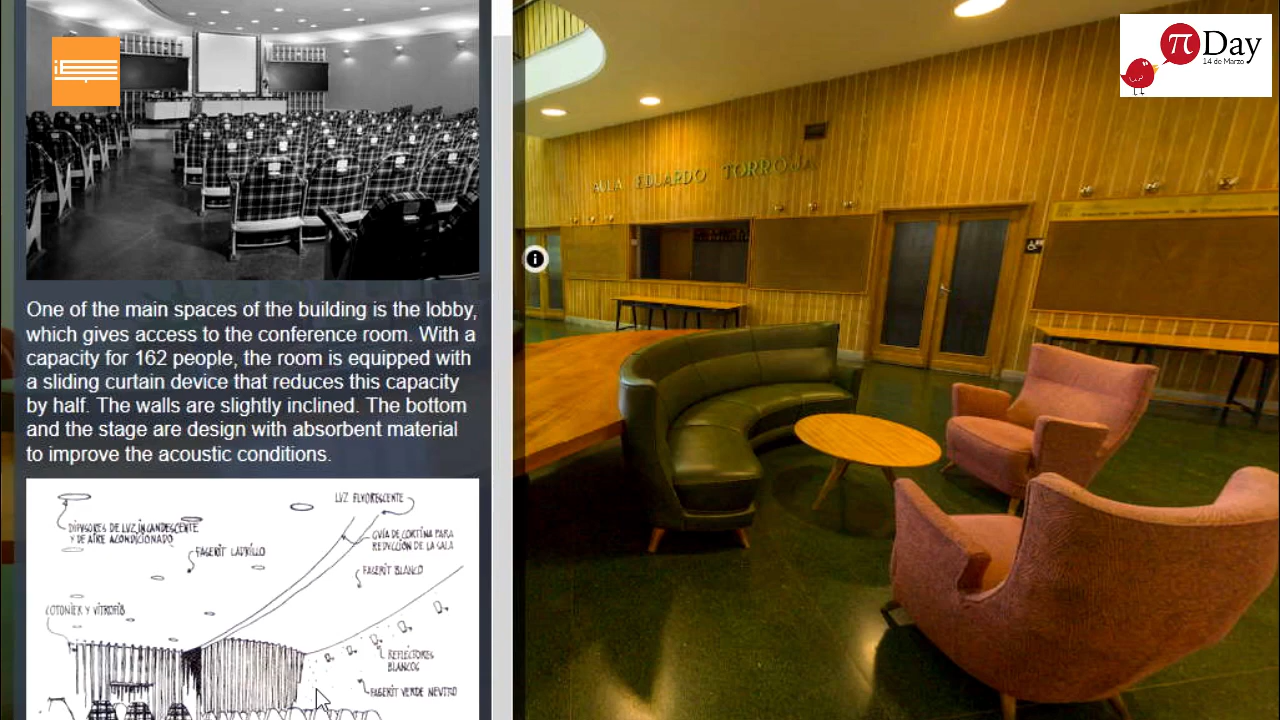 π Day
14 de Marzo
AULA EDUARDO TORROJA
i
One of the main spaces of the building is the lobby,
which gives access to the conference room. With a
capacity for 162 people, the room is equipped with
a sliding curtain device that reduces this capacity
by half. The walls are slightly inclined. The bottom
and the stage are design with absorbent material
to improve the acoustic conditions.
LUZ FLUORESCENTE
DIFUSORES DE LUZ INCANDESCENTE
Y DE AIRE ACONDICIONADO
GUÍA DE CORTINA PARA
REDUCCIÓN DE LA SALA
FAGERIT LADRILLO
FAGERIT BLANCO
COTONIEX Y VITROFIB
REFLECTORES
BLANCOS
FAGERIT VERDE NEUTRO